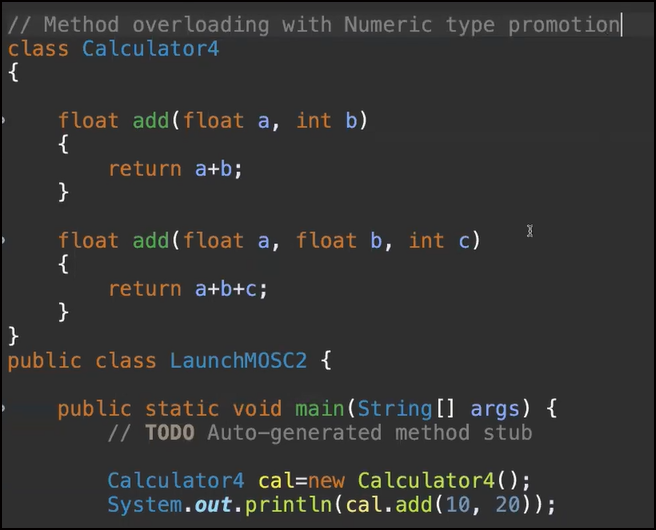 // Method overloading with Numeric type promotion
class Calculator4
{
float add(float a, int b)
{
return a+b;
}
float add(float a, float b, int c)
{
return a+b+c;
}
}
public class LaunchMOSC2 {
public static void main(String[] args) {
// TODO Auto-generated method stub
Calculator4 cal=new Calculator4();
System.out.println(cal.add(10, 20));